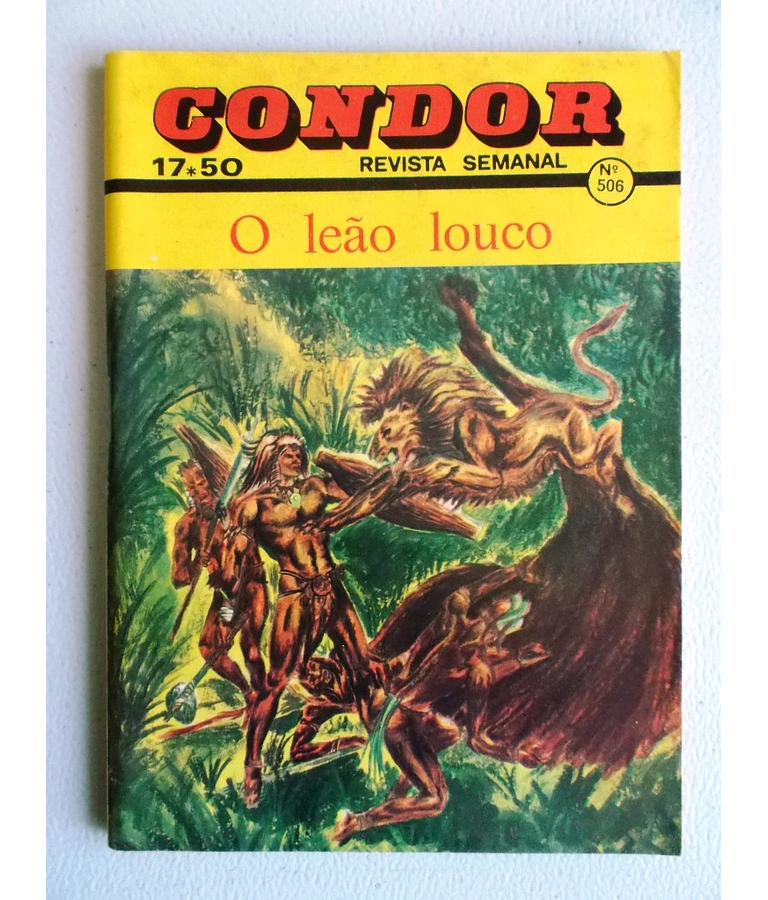 CONDOR
17*50 REVISTA SEMANAL
Nº
506
O leão louco